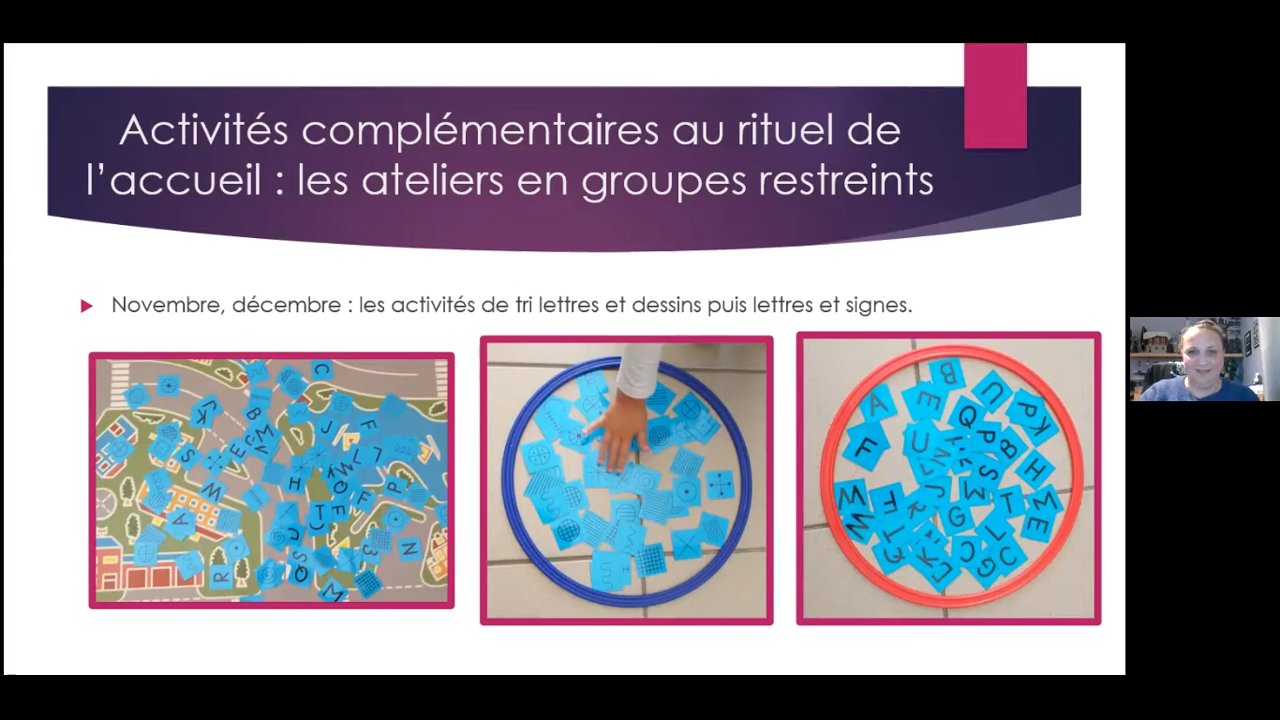 Activités complémentaires au rituel de
l’accueil : les ateliers en groupes restreints
Novembre, décembre : les activités de tri lettres et dessins puis lettres et signes.